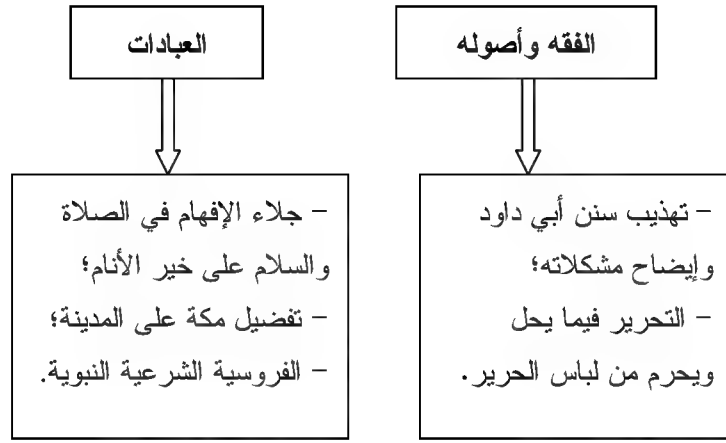 الفقه وأصوله
العبادات
– تهذيب سنن أبي داود
وإيضاح مشكلاته؛
– التحرير فيما يحل
ويحرم من لباس الحرير.
– جلاء الإفهام في الصلاة
والسلام على خير الأنام؛
– تفضيل مكة على المدينة؛
– الفروسية الشرعية النبوية.